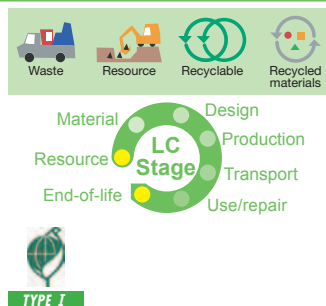 Waste
Resource
Recyclable
Recycled
materials
Material
Design
Production
LC
Stage
Resource
Transport
End-of-life
Use/repair
TYPE I